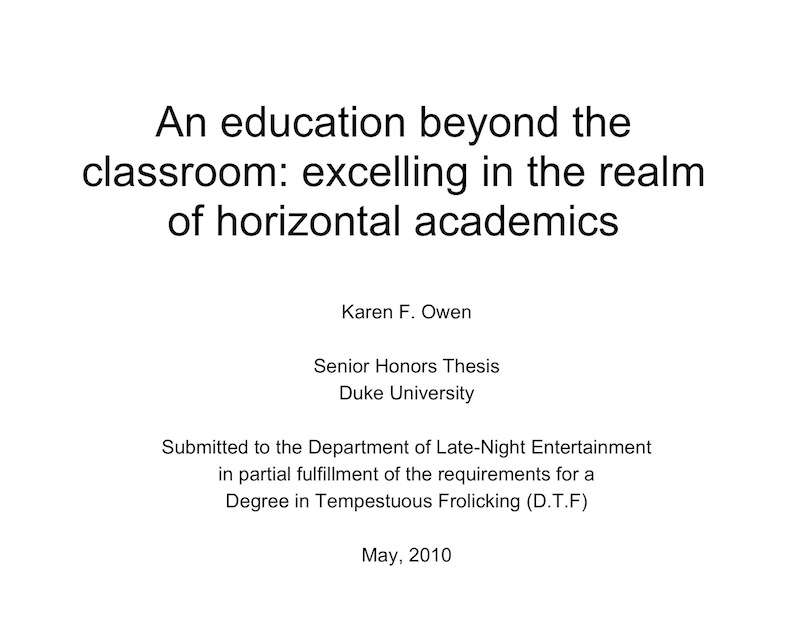 An education beyond the
classroom: excelling in the realm
of horizontal academics
Karen F. Owen
Senior Honors Thesis
Duke University
Submitted to the Department of Late-Night Entertainment
in partial fulfillment of the requirements for a
Degree in Tempestuous Frolicking (D.T.F)
May, 2010